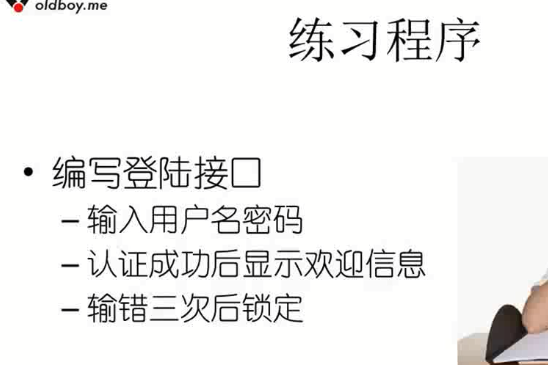 oldboy.me
练习程序
• 编写登陆接口
– 输入用户名密码
– 认证成功后显示欢迎信息
– 输错三次后锁定